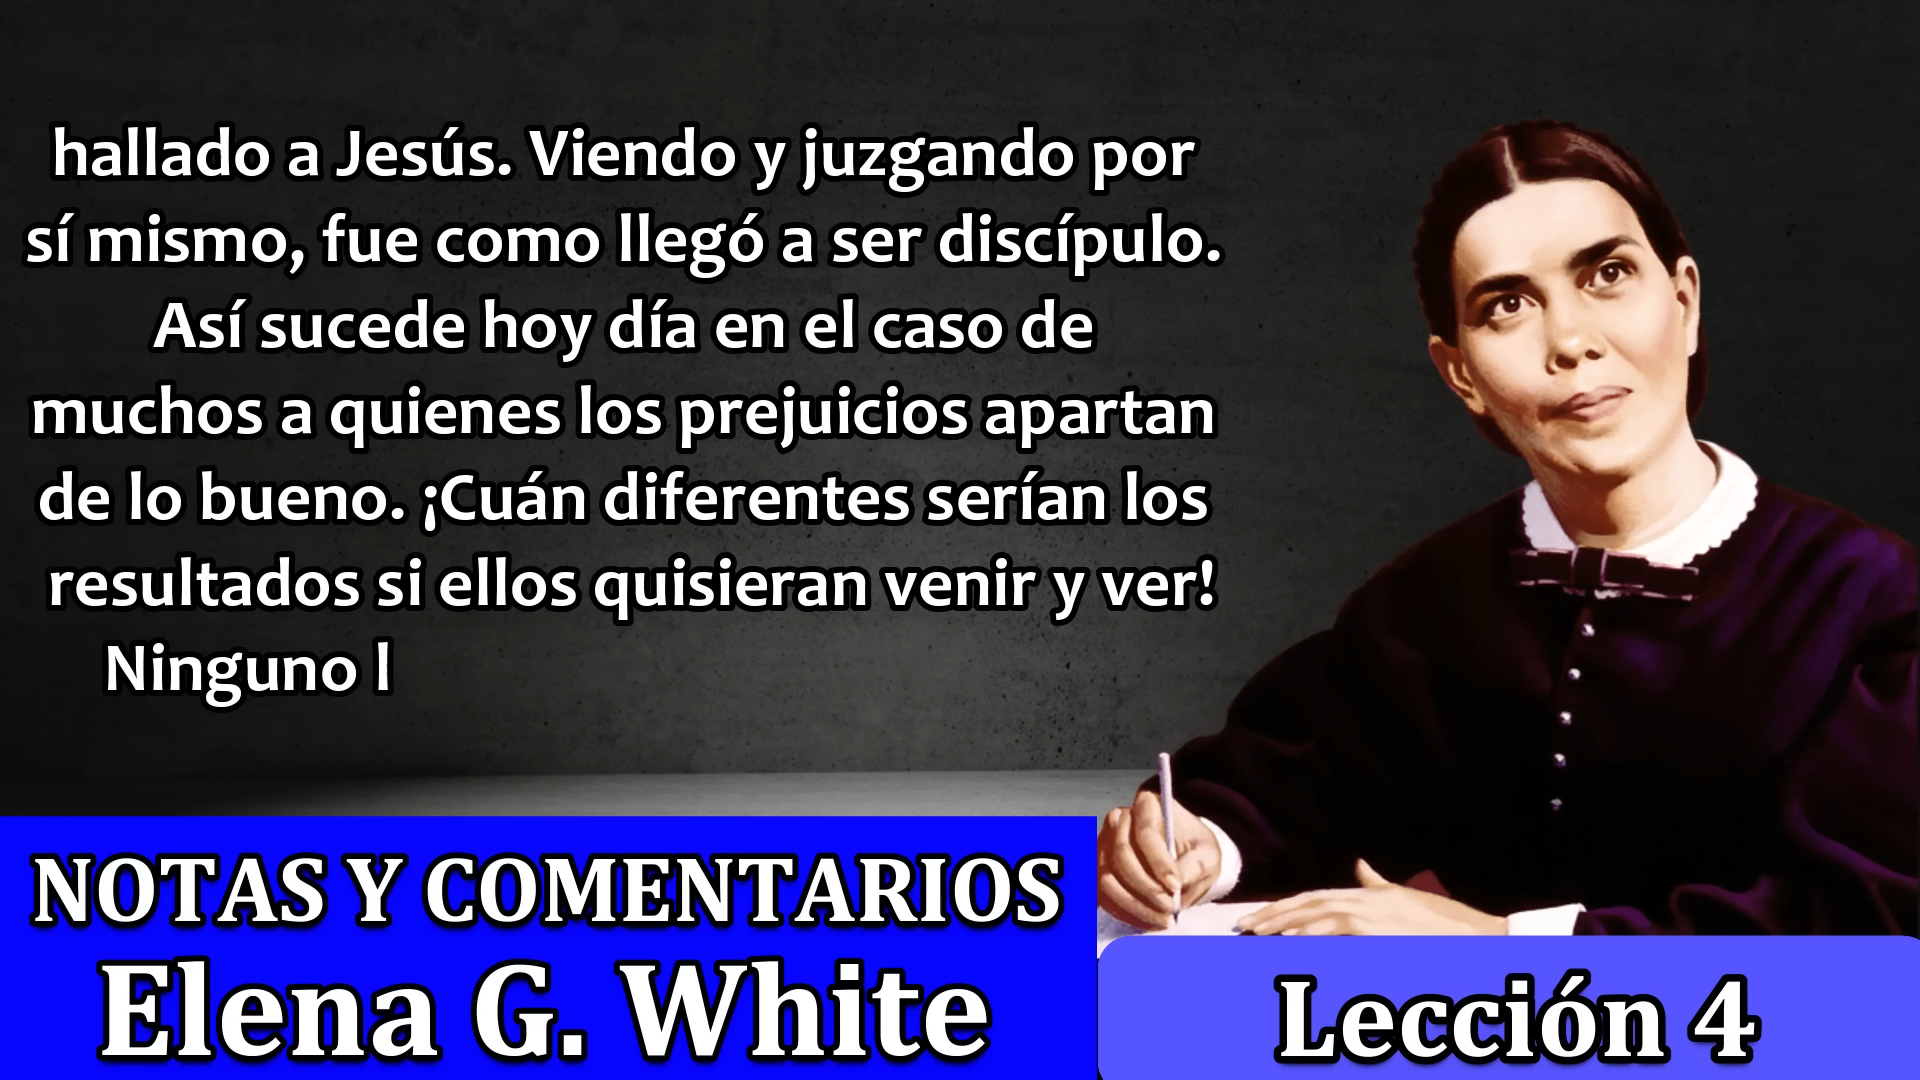 hallado a Jesús. Viendo y juzgando por
sí mismo, fue como llegó a ser discípulo.
Así sucede hoy día en el caso de
muchos a quienes los prejuicios apartan
de lo bueno. ¡Cuán diferentes serían los
resultados si ellos quisieran venir y ver!
Ninguno l
NOTAS Y COMENTARIOS
Elena G. White
Lección 4